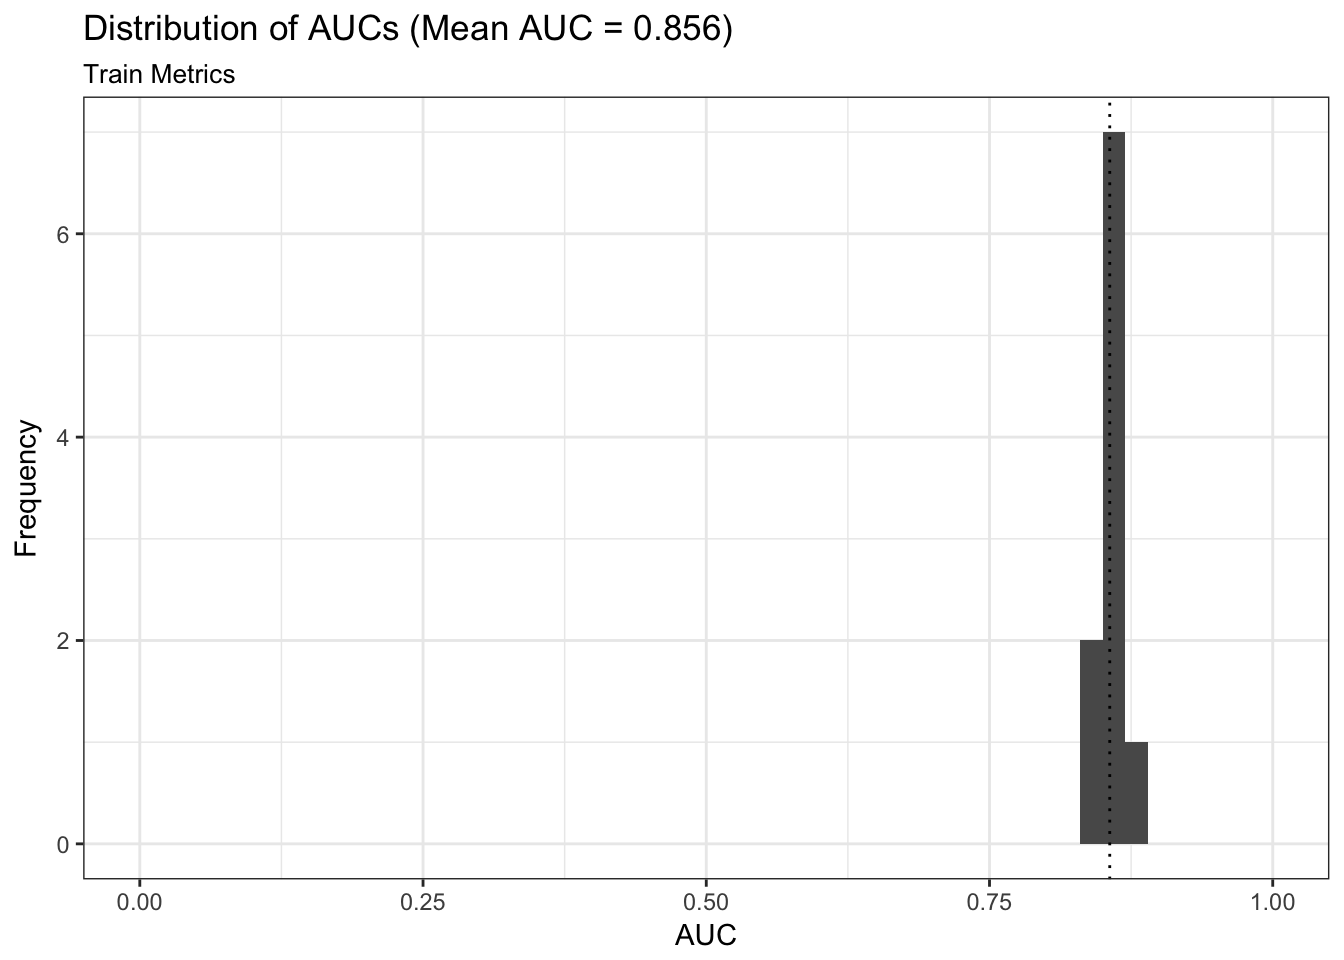 Distribution of AUCs (Mean AUC = 0.856)
Train Metrics
Frequency
6
4
2
0
0.00 0.25 0.50 0.75 1.00
AUC